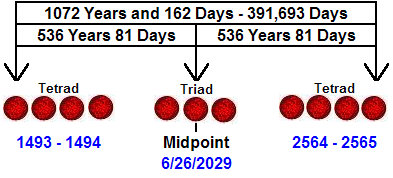 1072 Years and 162 Days - 391,693 Days
536 Years 81 Days 536 Years 81 Days
Tetrad Triad Tetrad
1493 - 1494 Midpoint 2564 - 2565
6/26/2029